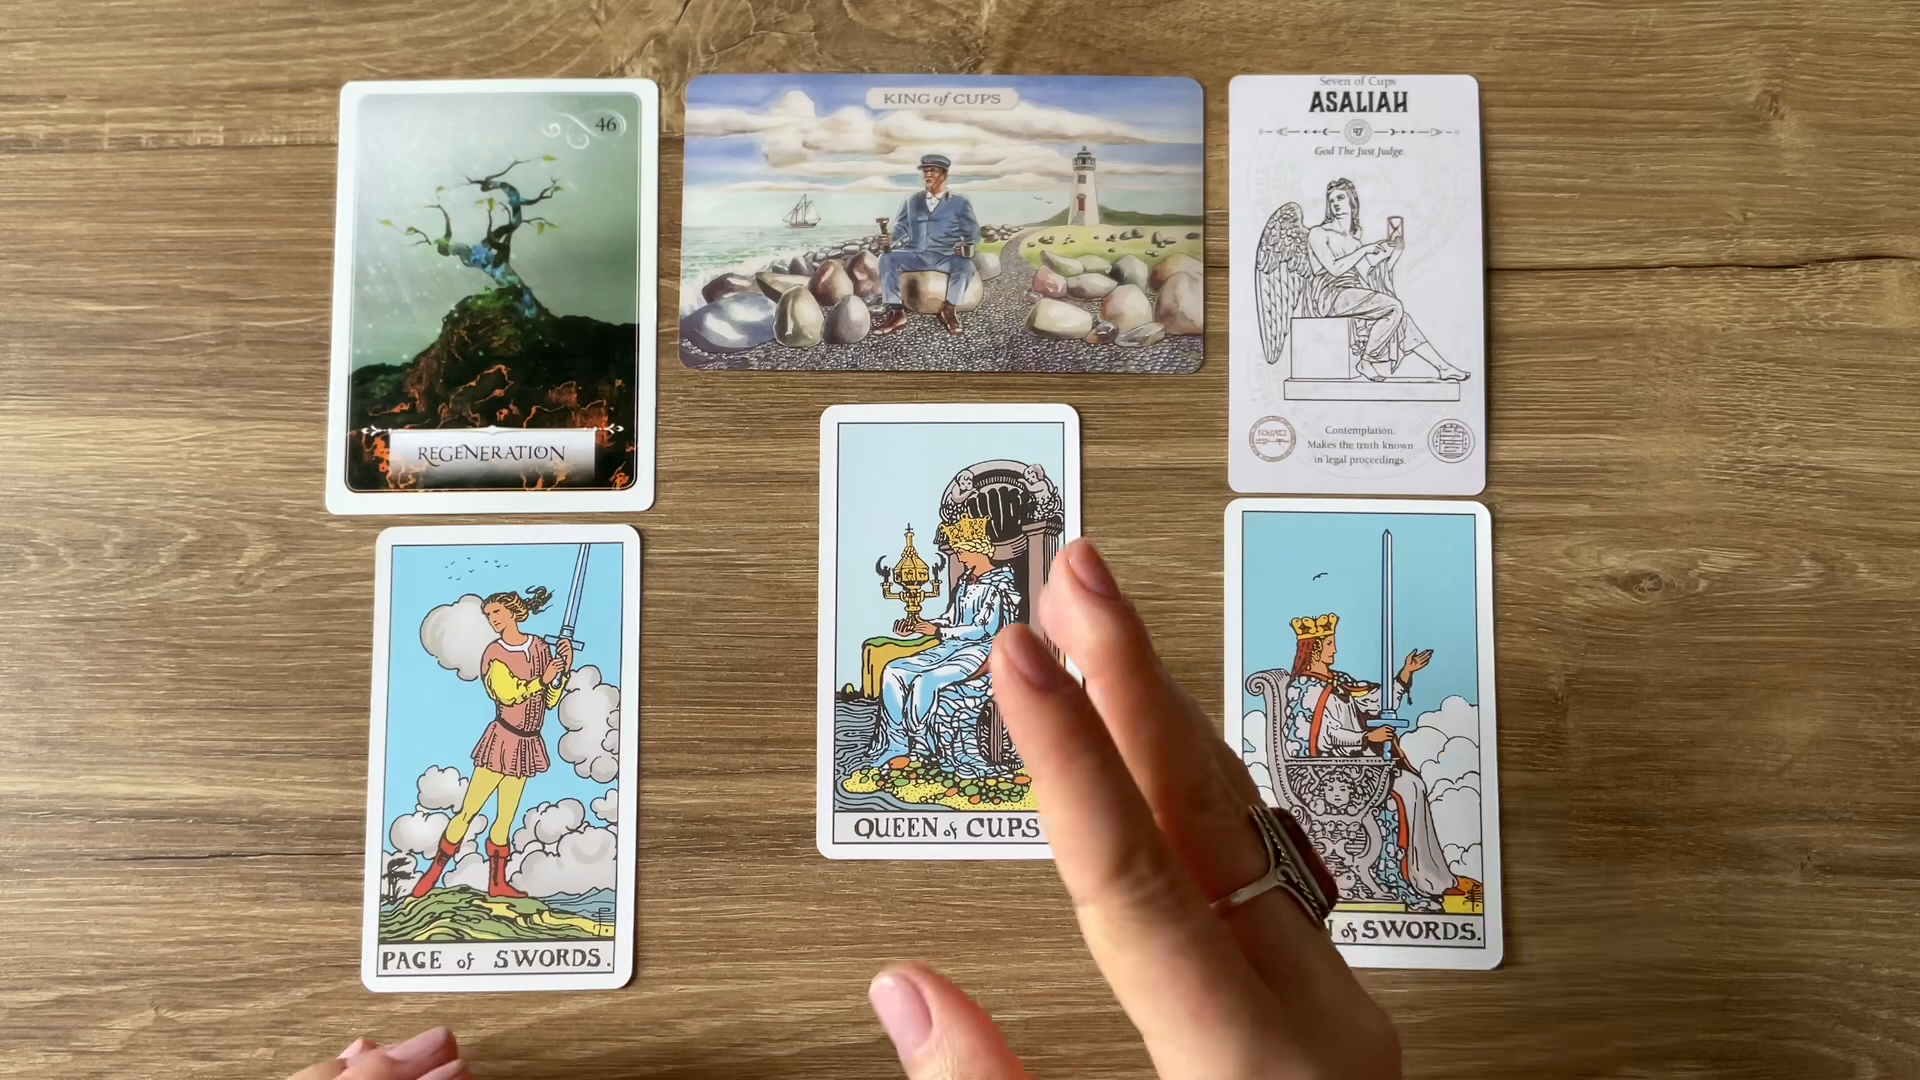 46
REGENERATION
KING of CUPS
Seven of Cups
ASALIAH
47
God The Just Judge
Contemplation.
Makes the truth known
in legal proceedings.
PAGE of SWORDS.
QUEEN of CUPS
of SWORDS.